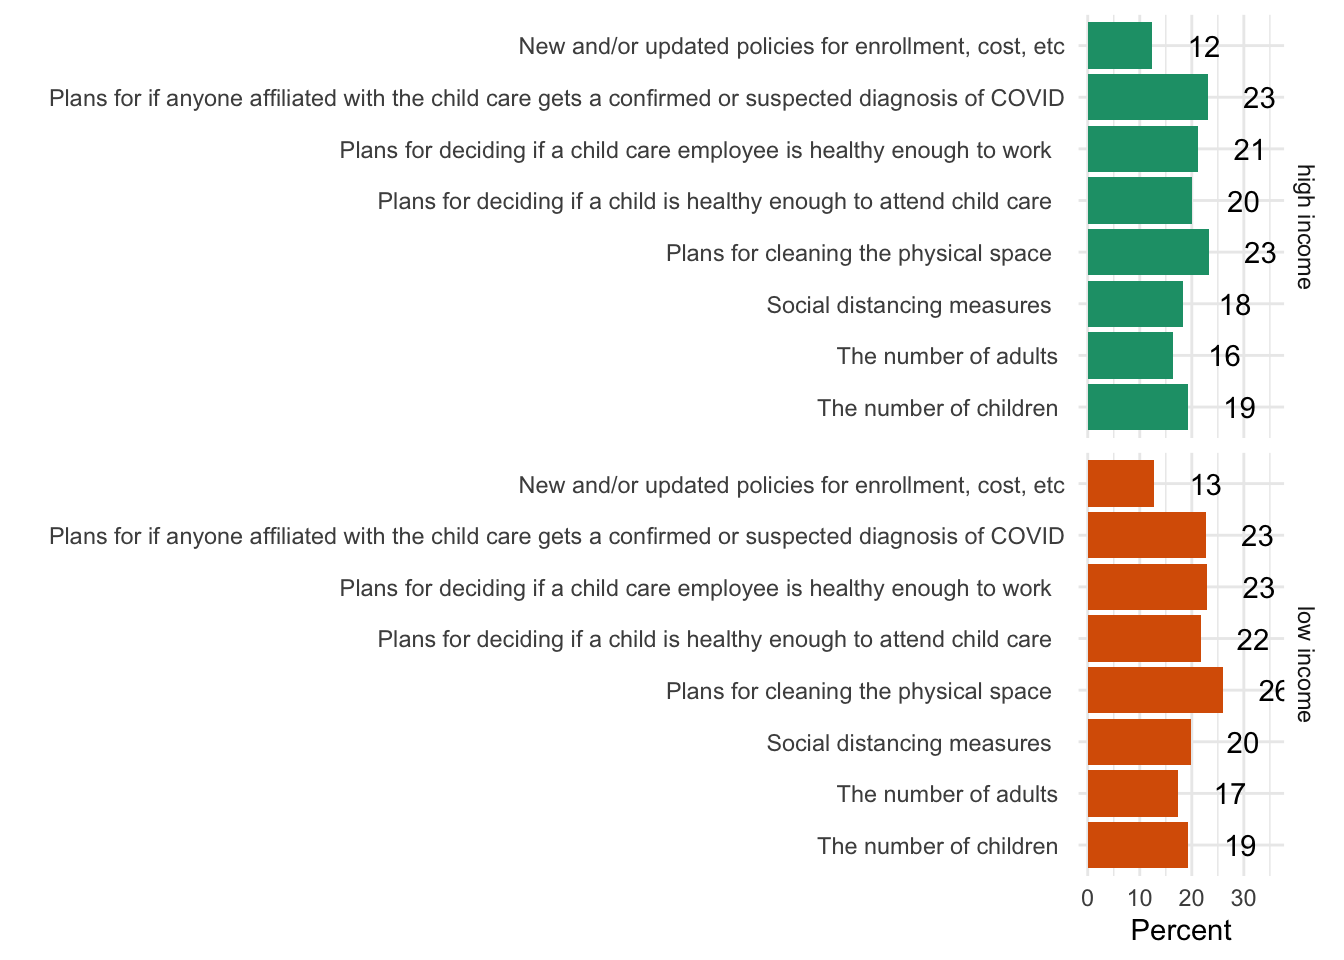 New and/or updated policies for enrollment, cost, etc 12
Plans for if anyone affiliated with the child care gets a confirmed or suspected diagnosis of COVID 23
Plans for deciding if a child care employee is healthy enough to work 21
Plans for deciding if a child is healthy enough to attend child care 20
Plans for cleaning the physical space 23
Social distancing measures 18
The number of adults 16
The number of children 19
high income
New and/or updated policies for enrollment, cost, etc 13
Plans for if anyone affiliated with the child care gets a confirmed or suspected diagnosis of COVID 23
Plans for deciding if a child care employee is healthy enough to work 23
Plans for deciding if a child is healthy enough to attend child care 22
Plans for cleaning the physical space 26
Social distancing measures 20
The number of adults 17
The number of children 19
low income
0 10 20 30
Percent